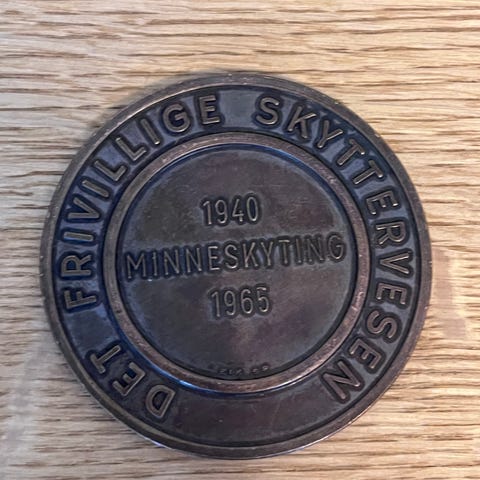 DET FRIVILLIGE SKYTTERVESEN
1940
MINNESKYTING
1965